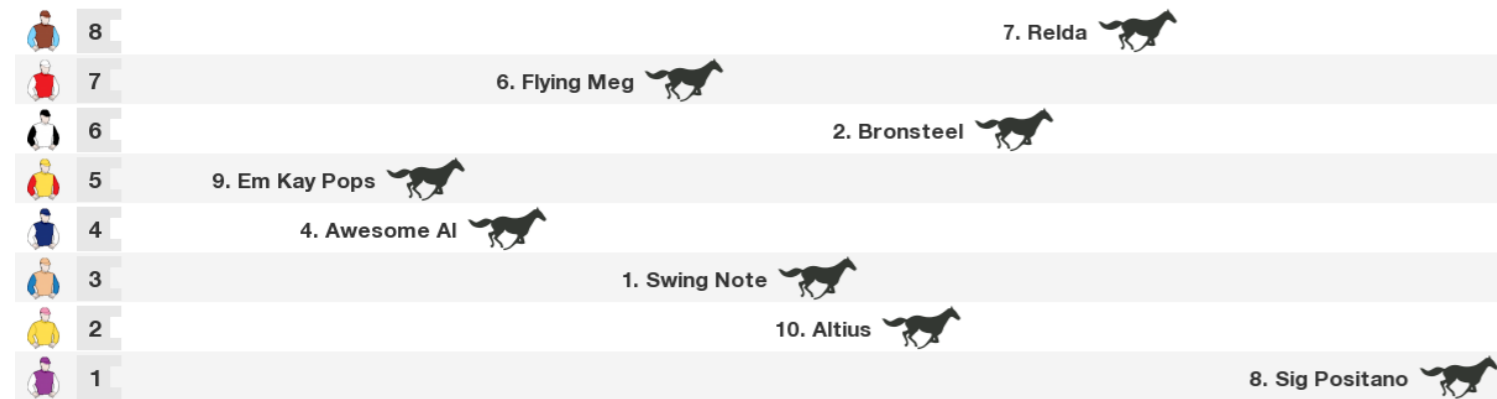 8 7. Relda
7 6. Flying Meg
6 2. Bronsteel
5 9. Em Kay Pops
4 4. Awesome Al
3 1. Swing Note
2 10. Altius
1 8. Sig Positano